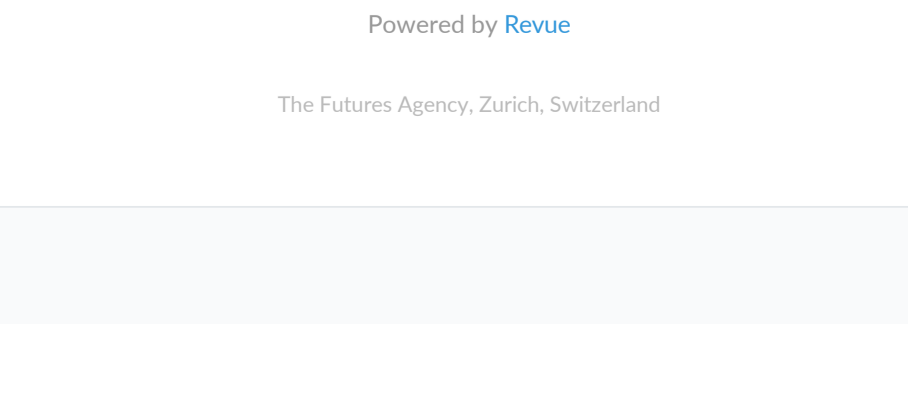 Powered by Revue
The Futures Agency, Zurich, Switzerland